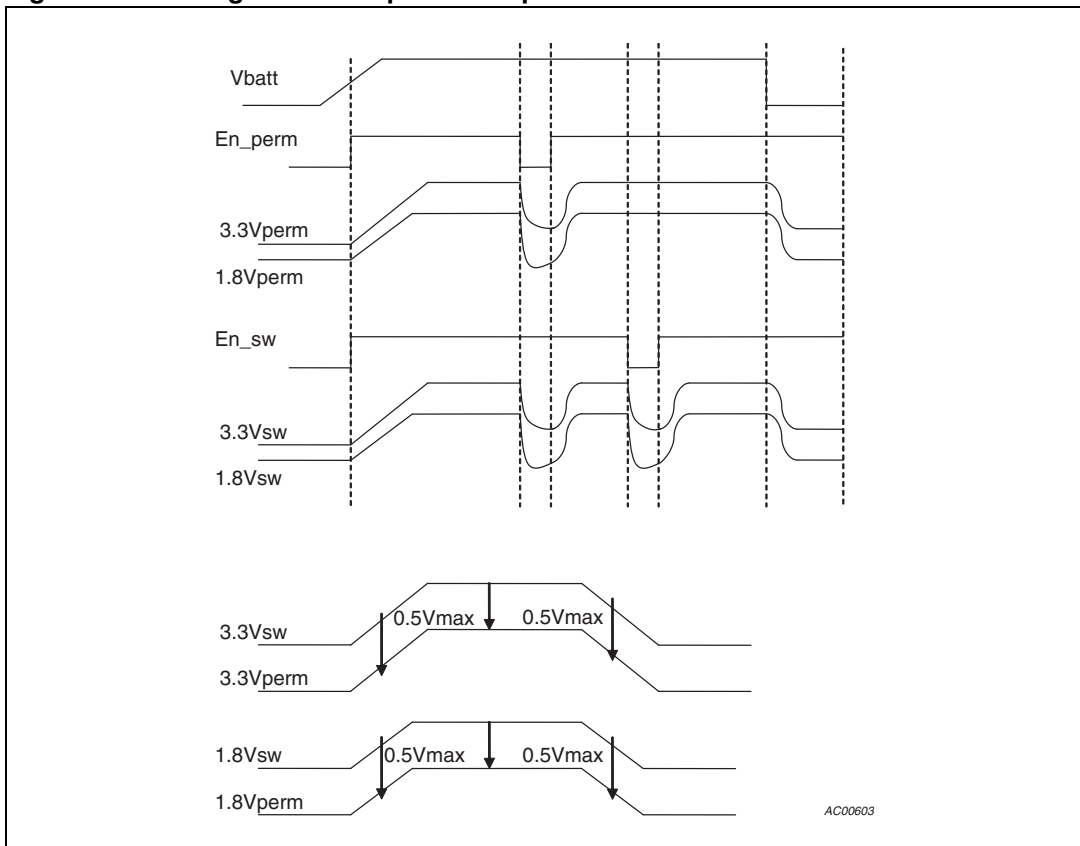 Vbatt
En_perm
3.3Vperm
1.8Vperm
En_sw
3.3Vsw
1.8Vsw
0.5Vmax 0.5Vmax
3.3Vsw
3.3Vperm
1.8Vsw 0.5Vmax 0.5Vmax
1.8Vperm
AC00603